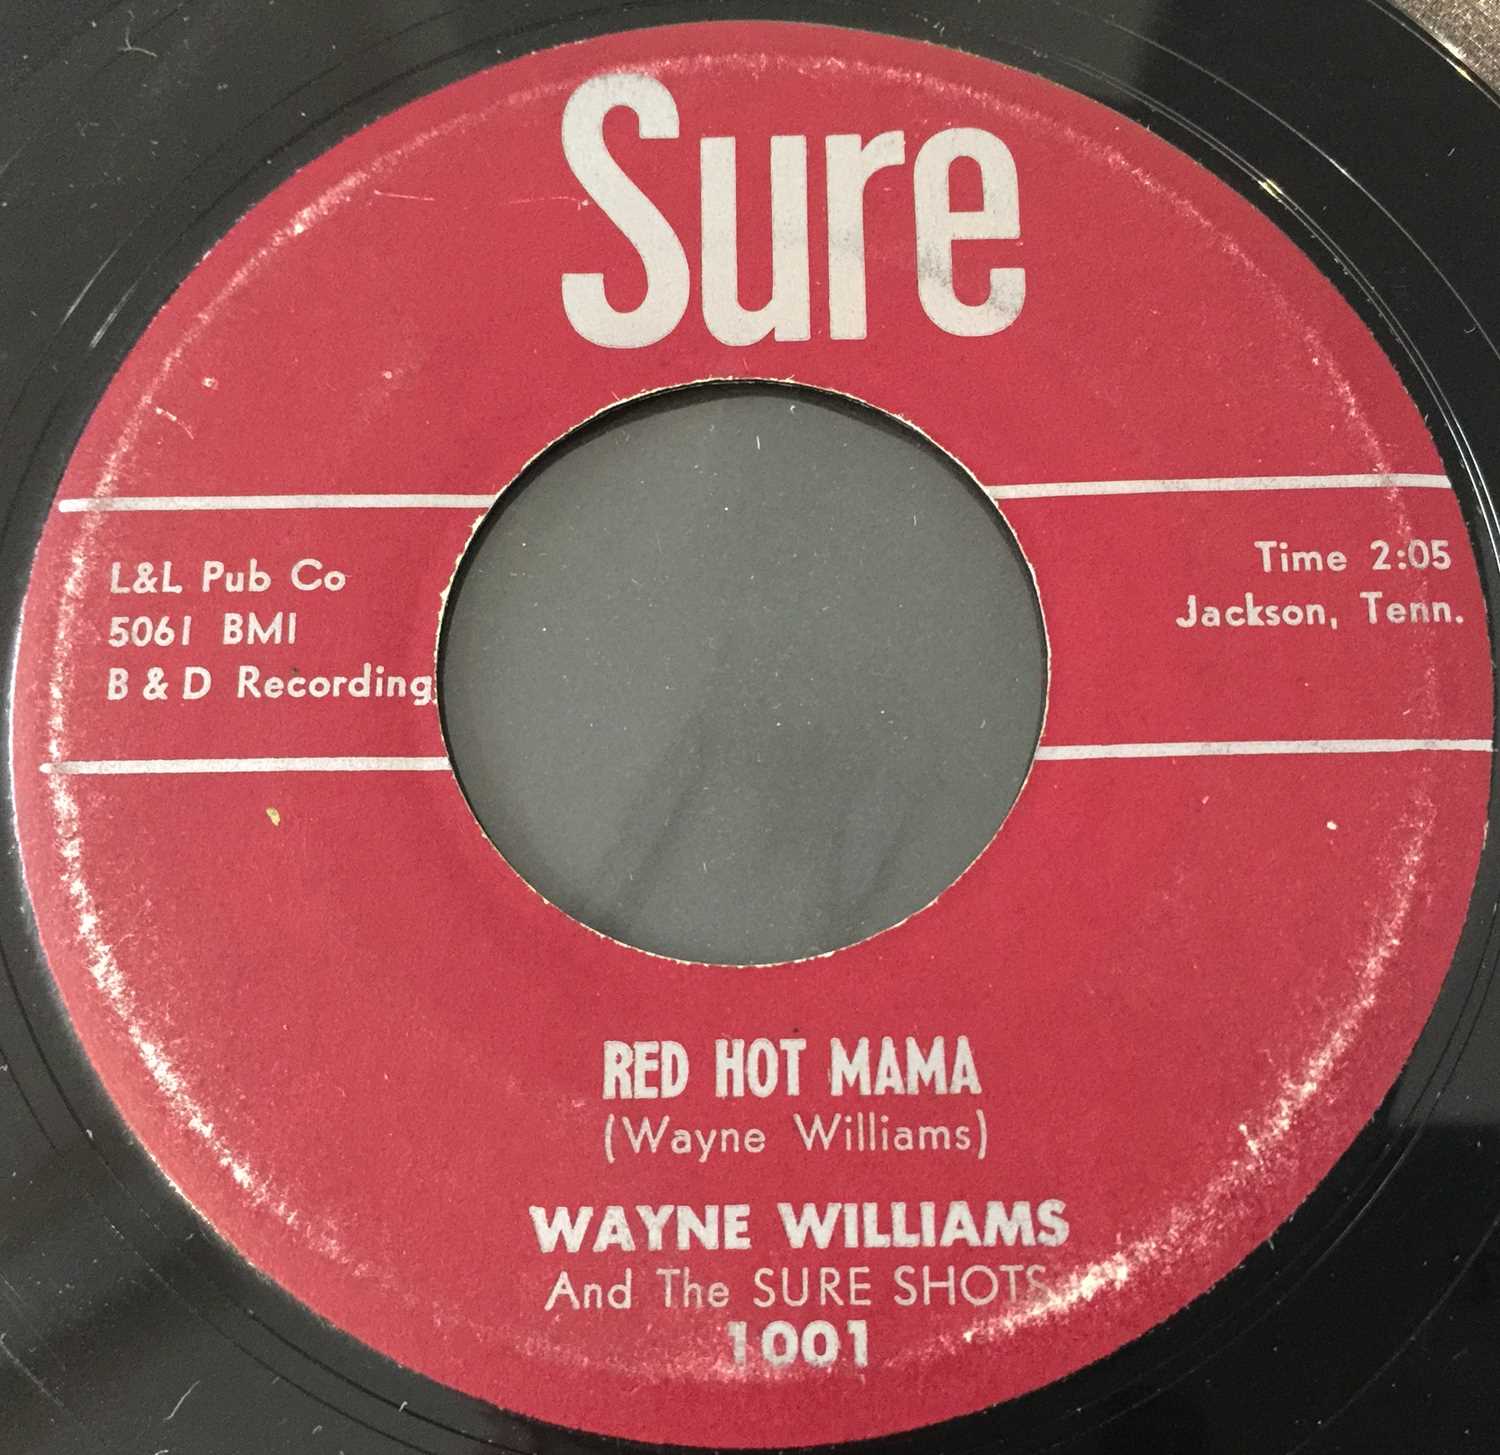 Sure
L&L Pub Co
5061 BMI
B & D Recording
Time 2:05
Jackson, Tenn.
RED HOT MAMA
(Wayne Williams)
WAYNE WILLIAMS
And The SURE SHOTS
1001